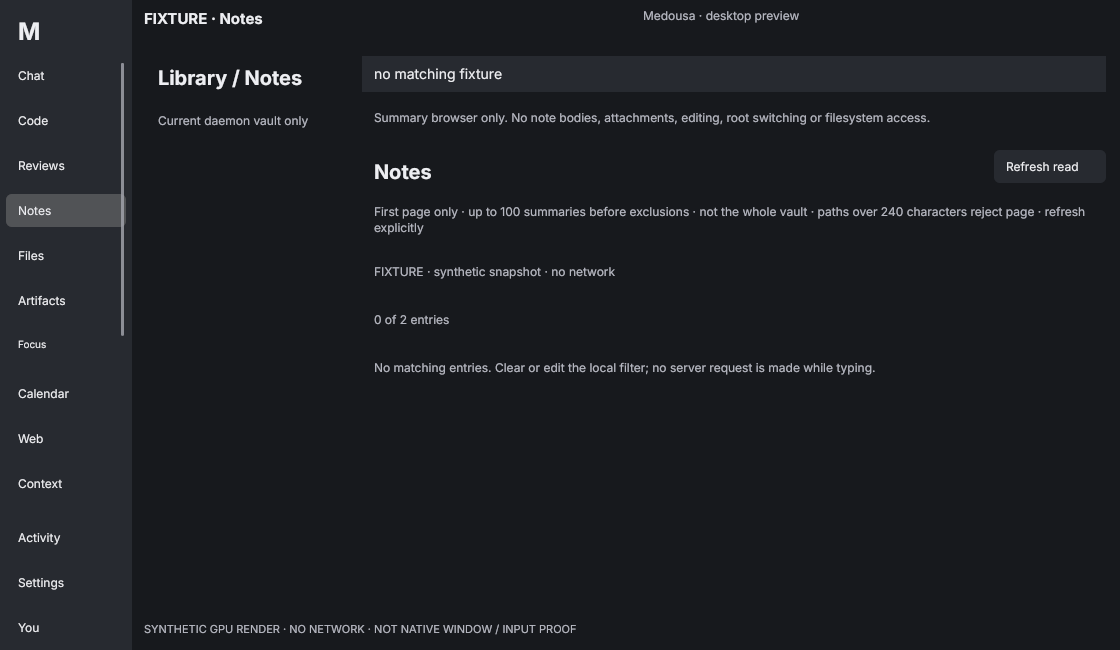 M
Chat
Code
Reviews
Notes
Files
Artifacts
Focus
Calendar
Web
Context
Activity
Settings
You
FIXTURE · Notes
Medousa · desktop preview
Library / Notes
Current daemon vault only
no matching fixture
Summary browser only. No note bodies, attachments, editing, root switching or filesystem access.
Notes
Refresh read
First page only · up to 100 summaries before exclusions · not the whole vault · paths over 240 characters reject page · refresh
explicitly
FIXTURE · synthetic snapshot · no network
0 of 2 entries
No matching entries. Clear or edit the local filter; no server request is made while typing.
SYNTHETIC GPU RENDER · NO NETWORK · NOT NATIVE WINDOW / INPUT PROOF